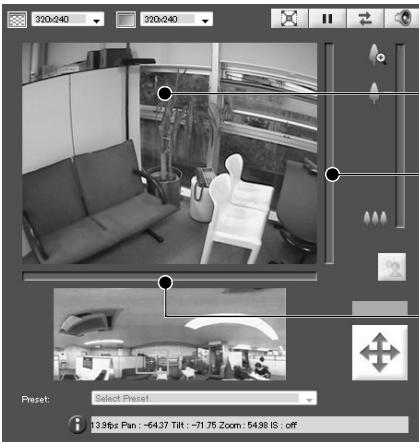 320x240 320x240
Preset: Select Preset.
13.9fps Pan : -64.37 Tilt : -71.75 Zoom : 54.98 IS : off